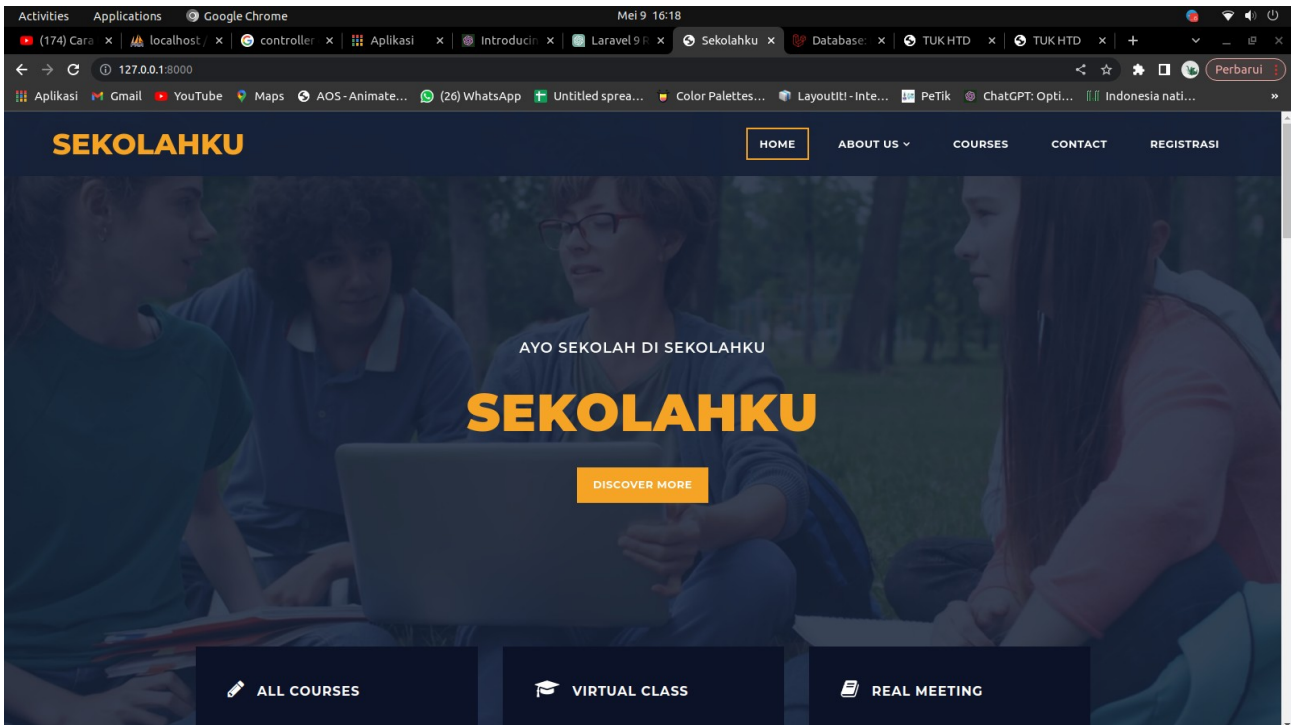 Activities Applications Google Chrome Mei 9 16:18
(174) Cara localhost / controller Aplikasi Introducin Laravel 9 R Sekolahku Database: TUK HTD TUK HTD
127.0.0.1:8000 Perbarui
Aplikasi Gmail YouTube Maps AOS - Animate... (26) WhatsApp Untitled sprea... Color Palettes... LayoutIt! - Inte... PeTik ChatGPT: Opti... Indonesia nati... »
SEKOLAHKU HOME ABOUT US COURSES CONTACT REGISTRASI
AYO SEKOLAH DI SEKOLAHKU
SEKOLAHKU
DISCOVER MORE
ALL COURSES VIRTUAL CLASS REAL MEETING